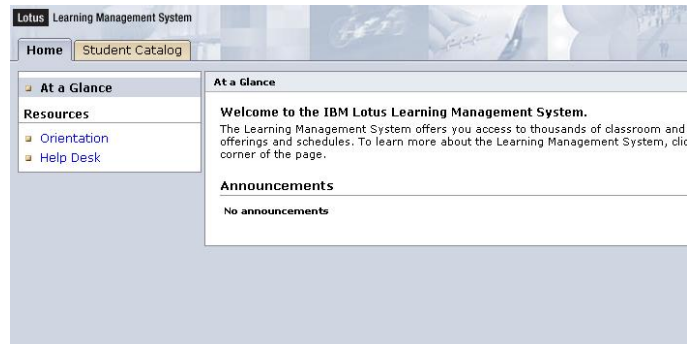 Lotus Learning Management System
Home Student Catalog
At a Glance
Resources
Orientation
Help Desk
At a Glance
Welcome to the IBM Lotus Learning Management System.
The Learning Management System offers you access to thousands of classroom and
offerings and schedules. To learn more about the Learning Management System,
corner of the page.
Announcements
No announcements